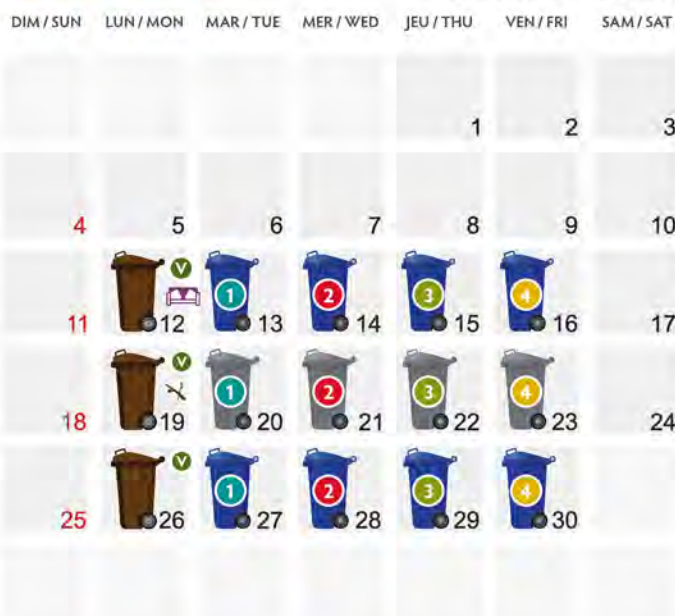 DIM / SUN LUN / MON MAR / TUE MER / WED JEU / THU VEN / FRI SAM / SAT
1 2 3
4 5 6 7 8 9 10
V
11 12 1 13 2 14 3 15 4 16 17
V
18 19 1 20 2 21 3 22 4 23 24
V
25 26 1 27 2 28 3 29 4 30